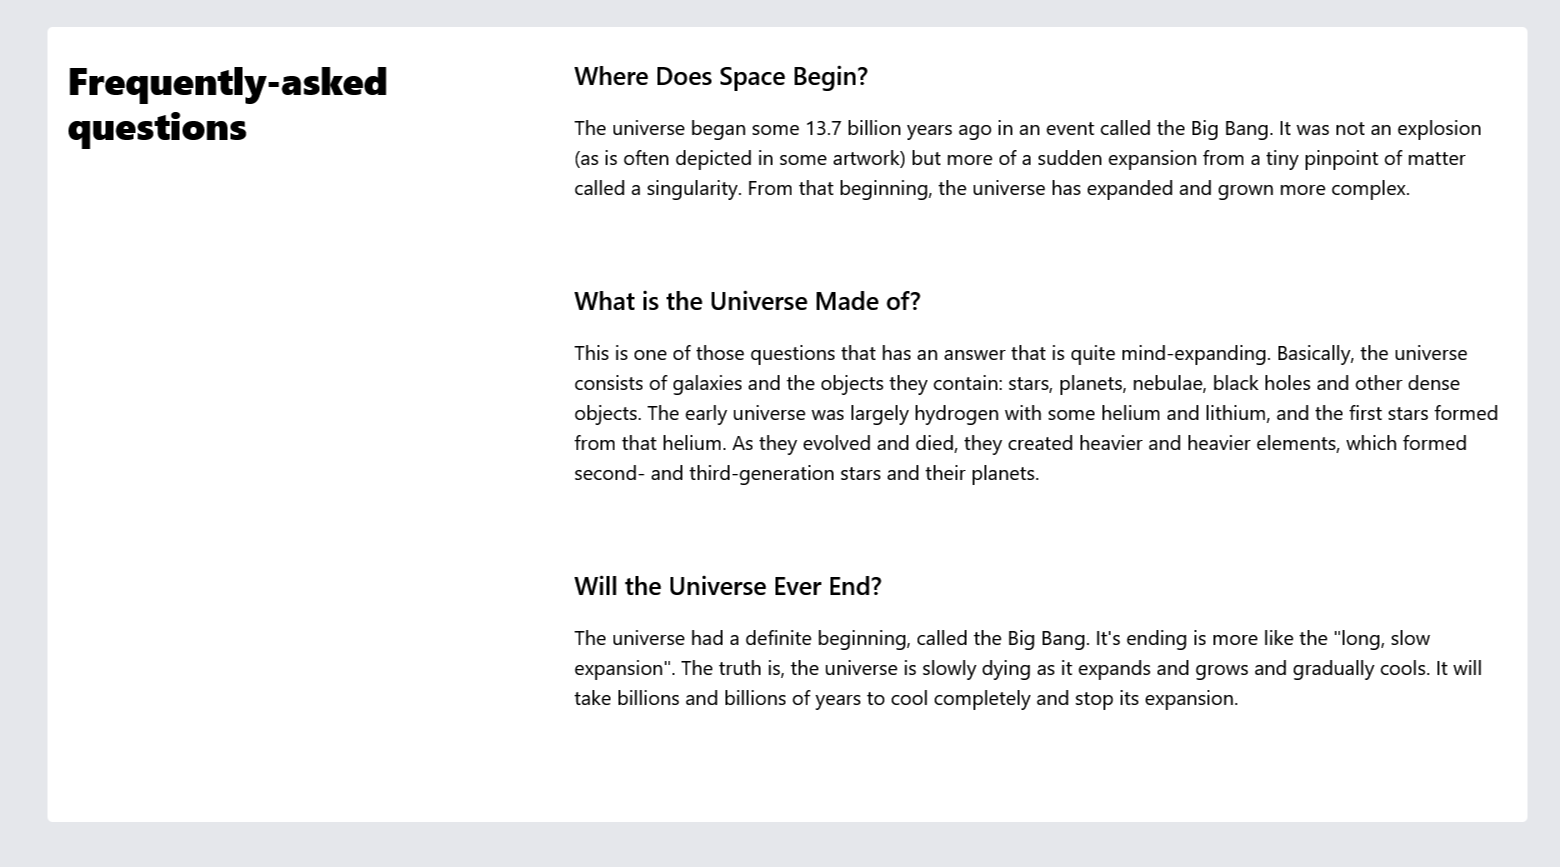 Frequently-asked
questions
Where Does Space Begin?
The universe began some 13.7 billion years ago in an event called the Big Bang. It was not an explosion
(as is often depicted in some artwork) but more of a sudden expansion from a tiny pinpoint of matter
called a singularity. From that beginning, the universe has expanded and grown more complex.
What is the Universe Made of?
This is one of those questions that has an answer that is quite mind-expanding. Basically, the universe
consists of galaxies and the objects they contain: stars, planets, nebulae, black holes and other dense
objects. The early universe was largely hydrogen with some helium and lithium, and the first stars formed
from that helium. As they evolved and died, they created heavier and heavier elements, which formed
second- and third-generation stars and their planets.
Will the Universe Ever End?
The universe had a definite beginning, called the Big Bang. It's ending is more like the "long, slow
expansion". The truth is, the universe is slowly dying as it expands and grows and gradually cools. It will
take billions and billions of years to cool completely and stop its expansion.